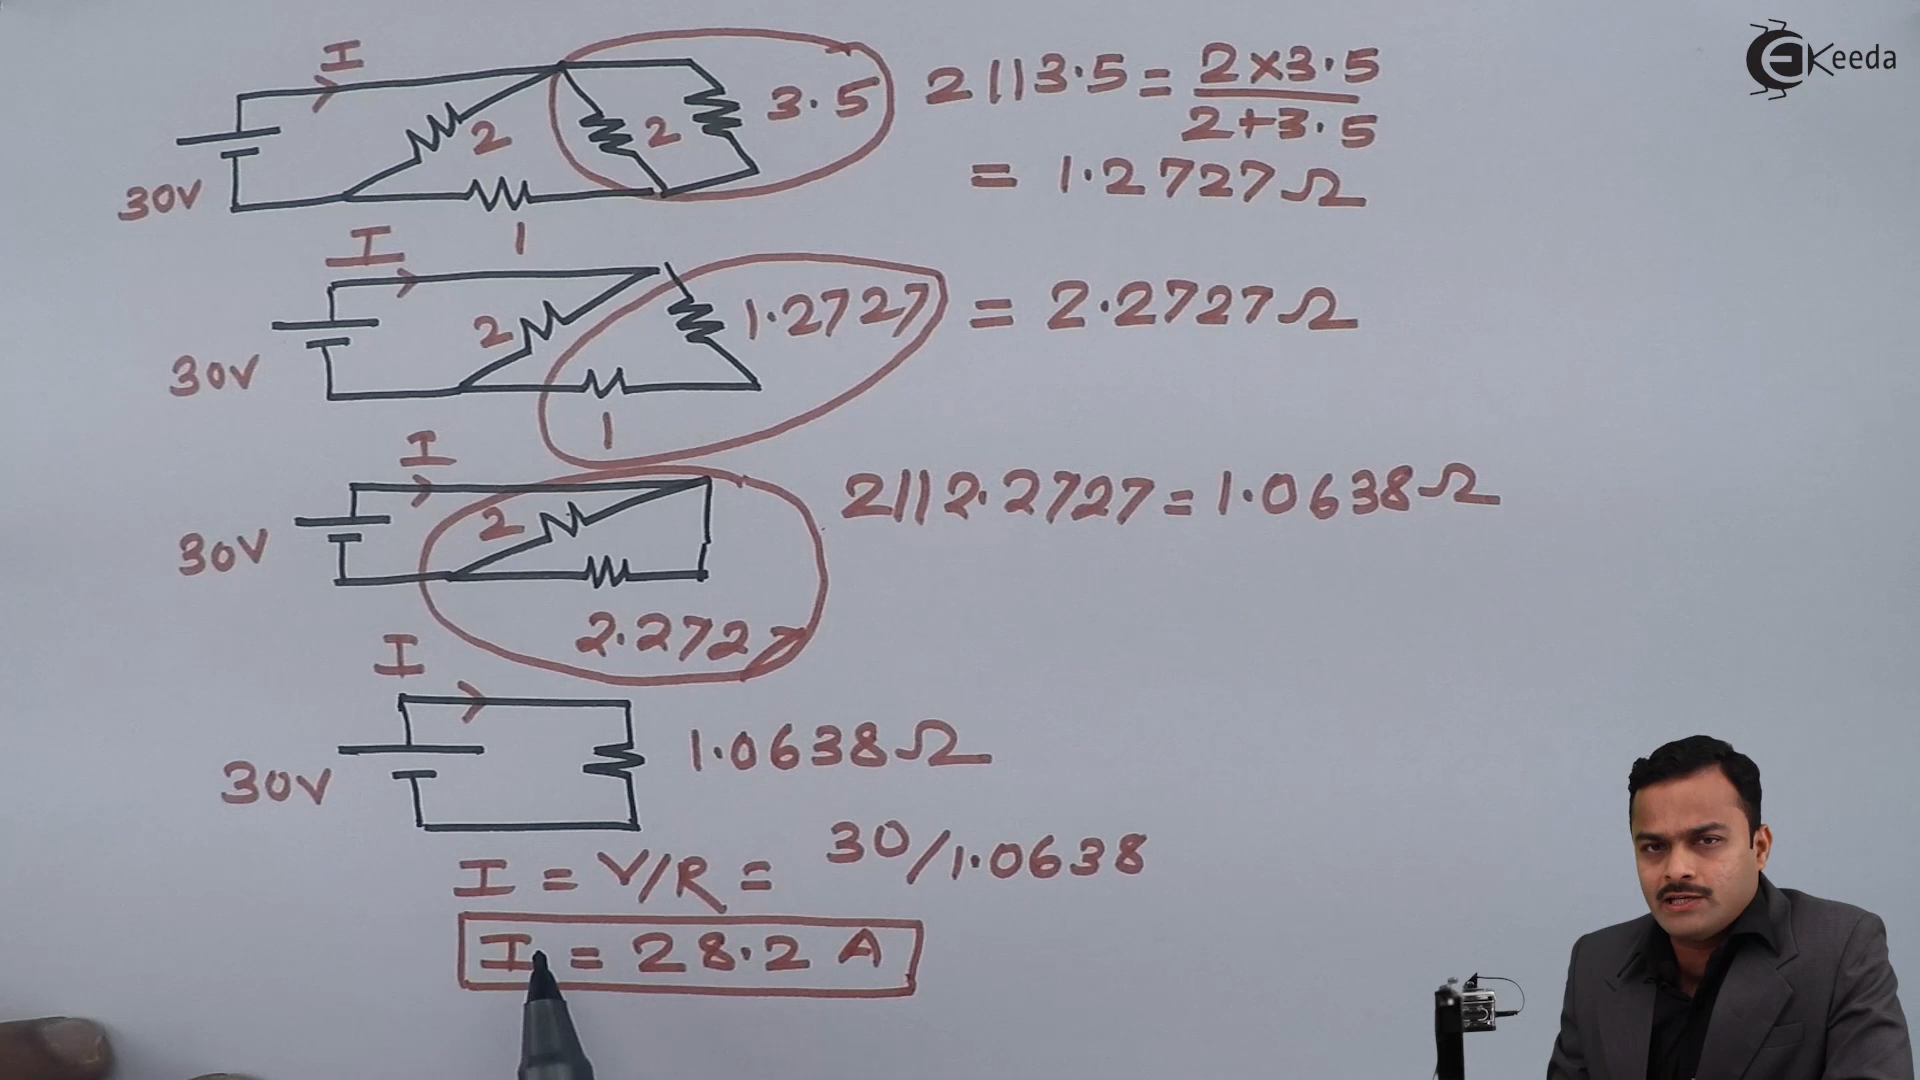 I
2
2
3.5
30V
1
2||3.5 = 2×3.5
2+3.5
= 1.2727Ω
I
2
1.2727
30V
1
= 2.2727Ω
I
2
30V
2.2727
2||2.2727 = 1.0638Ω
I
30V
1.0638Ω
I = V/R = 30/1.0638
I = 28.2 A
EKeeda